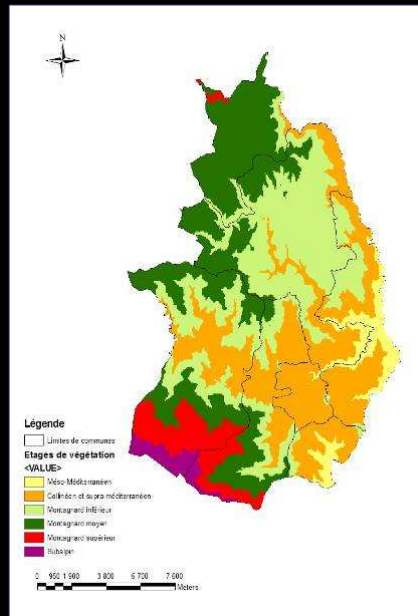 N
Légende
Limites de communes
Etages de végétation
<VALUE>
Méso-Méditerranéen
Collinéen et supra méditerranéen
Montagnard inférieur
Montagnard moyen
Montagnard supérieur
Subalpin
0 950 1 900 3 800 5 700 7 600
Meters